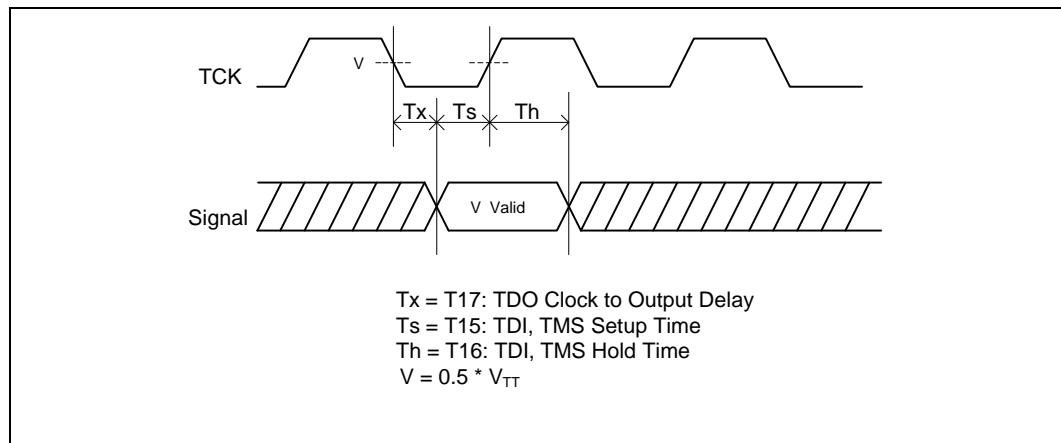 TCK
V
Tx Ts Th
Signal
V Valid
Tx = T17: TDO Clock to Output Delay
Ts = T15: TDI, TMS Setup Time
Th = T16: TDI, TMS Hold Time
V = 0.5 * VTT